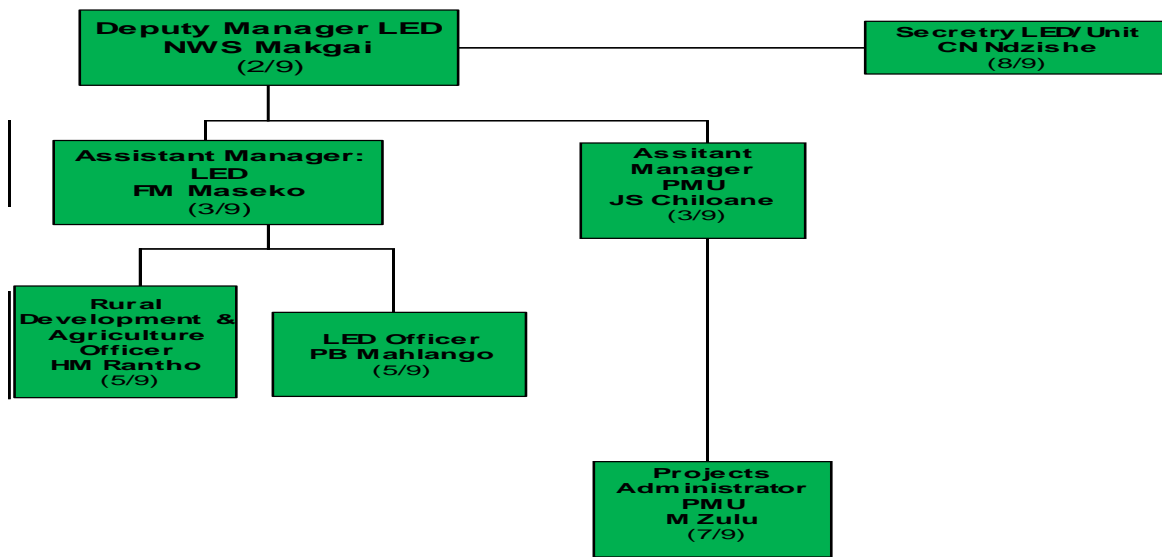 Deputy Manager LED
NWS Makgai
(2/9)
Secretry LED/Unit
CN Ndzishe
(8/9)
Assistant Manager:
LED
FM Maseko
(3/9)
Assitant
Manager
PMU
JS Chiloane
(3/9)
Rural
Development &
Agriculture
Officer
HM Rantho
(5/9)
LED Officer
PB Mahlango
(5/9)
Projects
Administrator
PMU
M Zulu
(7/9)